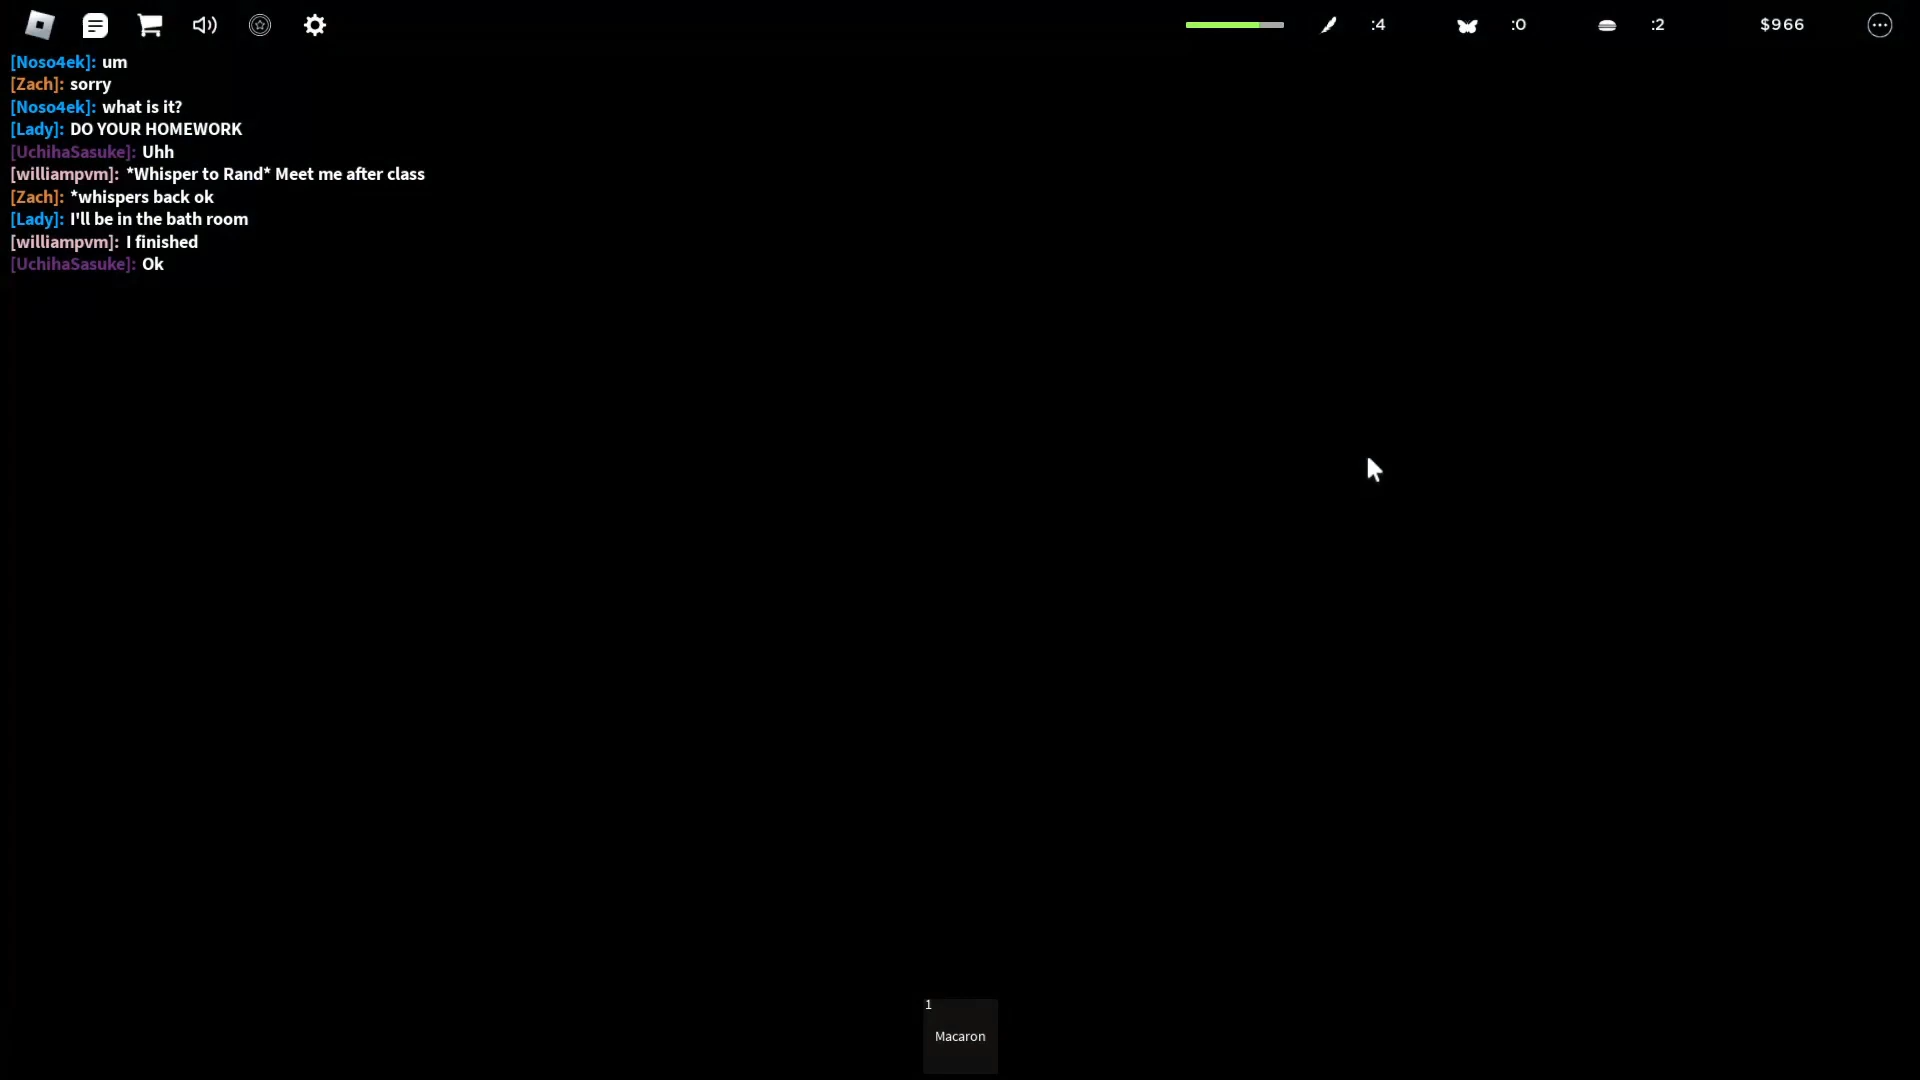 :4 :0 :2 $966
[Noso4ek]: um
[Zach]: sorry
[Noso4ek]: what is it?
[Lady]: DO YOUR HOMEWORK
[UchihaSasuke]: Uhh
[williampvm]: *Whisper to Rand* Meet me after class
[Zach]: *whispers back ok
[Lady]: I'll be in the bath room
[williampvm]: I finished
[UchihaSasuke]: Ok
1
Macaron